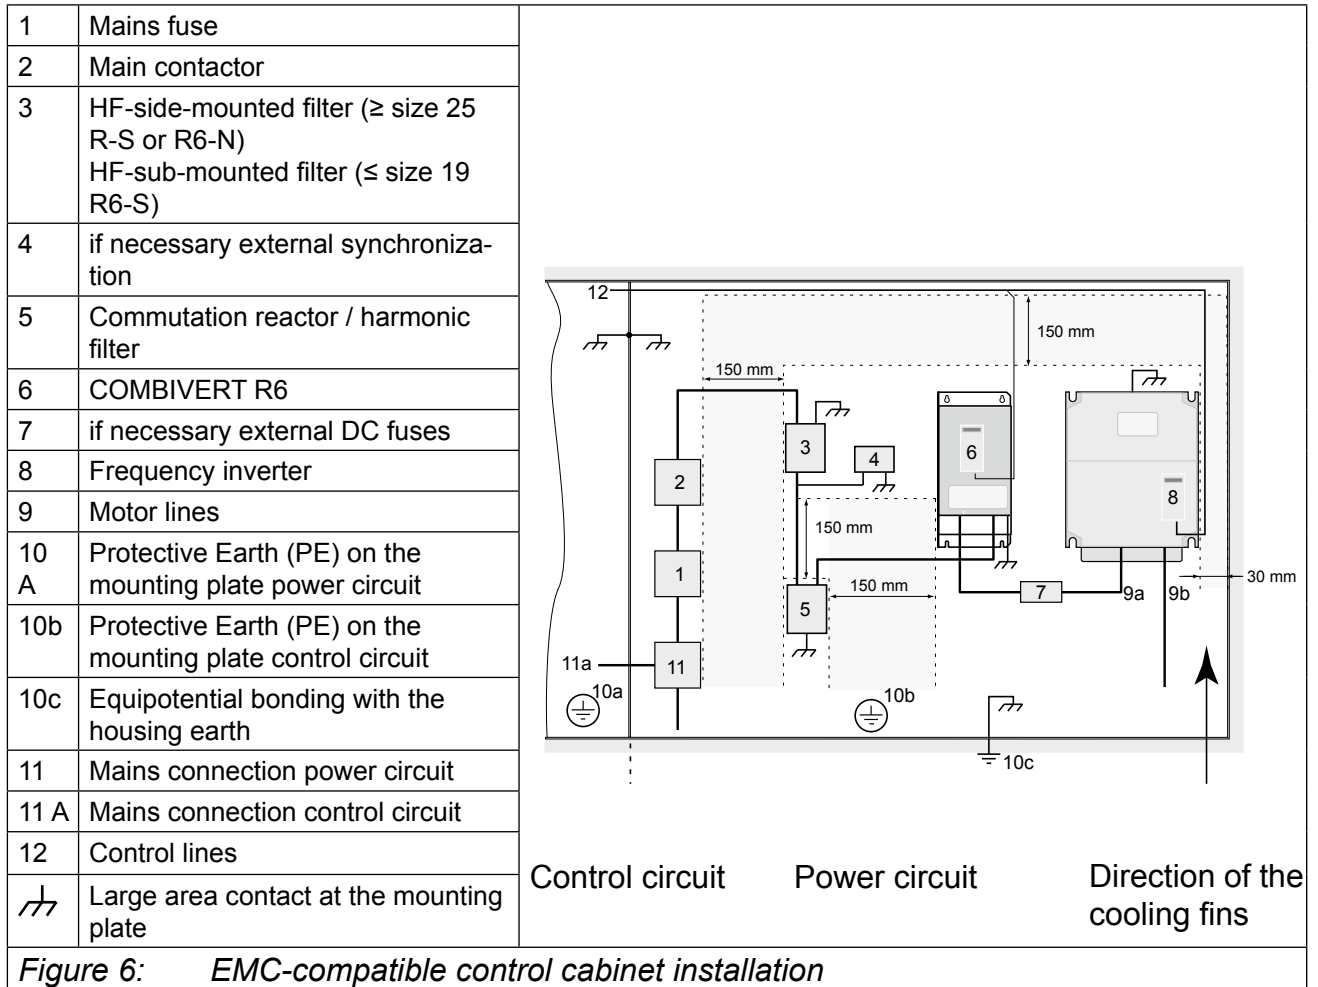 1 Mains fuse
2 Main contactor
3 HF-side-mounted filter (≥ size 25
R-S or R6-N)
HF-sub-mounted filter (≤ size 19
R6-S)
4 if necessary external synchroniza-
tion
5 Commutation reactor / harmonic
filter
6 COMBIVERT R6
7 if necessary external DC fuses
8 Frequency inverter
9 Motor lines
10 Protective Earth (PE) on the
A mounting plate power circuit
10b Protective Earth (PE) on the
mounting plate control circuit
10c Equipotential bonding with the
housing earth
11 Mains connection power circuit
11 A Mains connection control circuit
12 Control lines
Large area contact at the mounting
plate
12
150 mm
150 mm
3
4
6
2
8
150 mm
1
150 mm
7
9a
9b
30 mm
5
11a
11
10a
10b
10c
Control circuit
Power circuit
Direction of the
cooling fins
Figure 6: EMC-compatible control cabinet installation